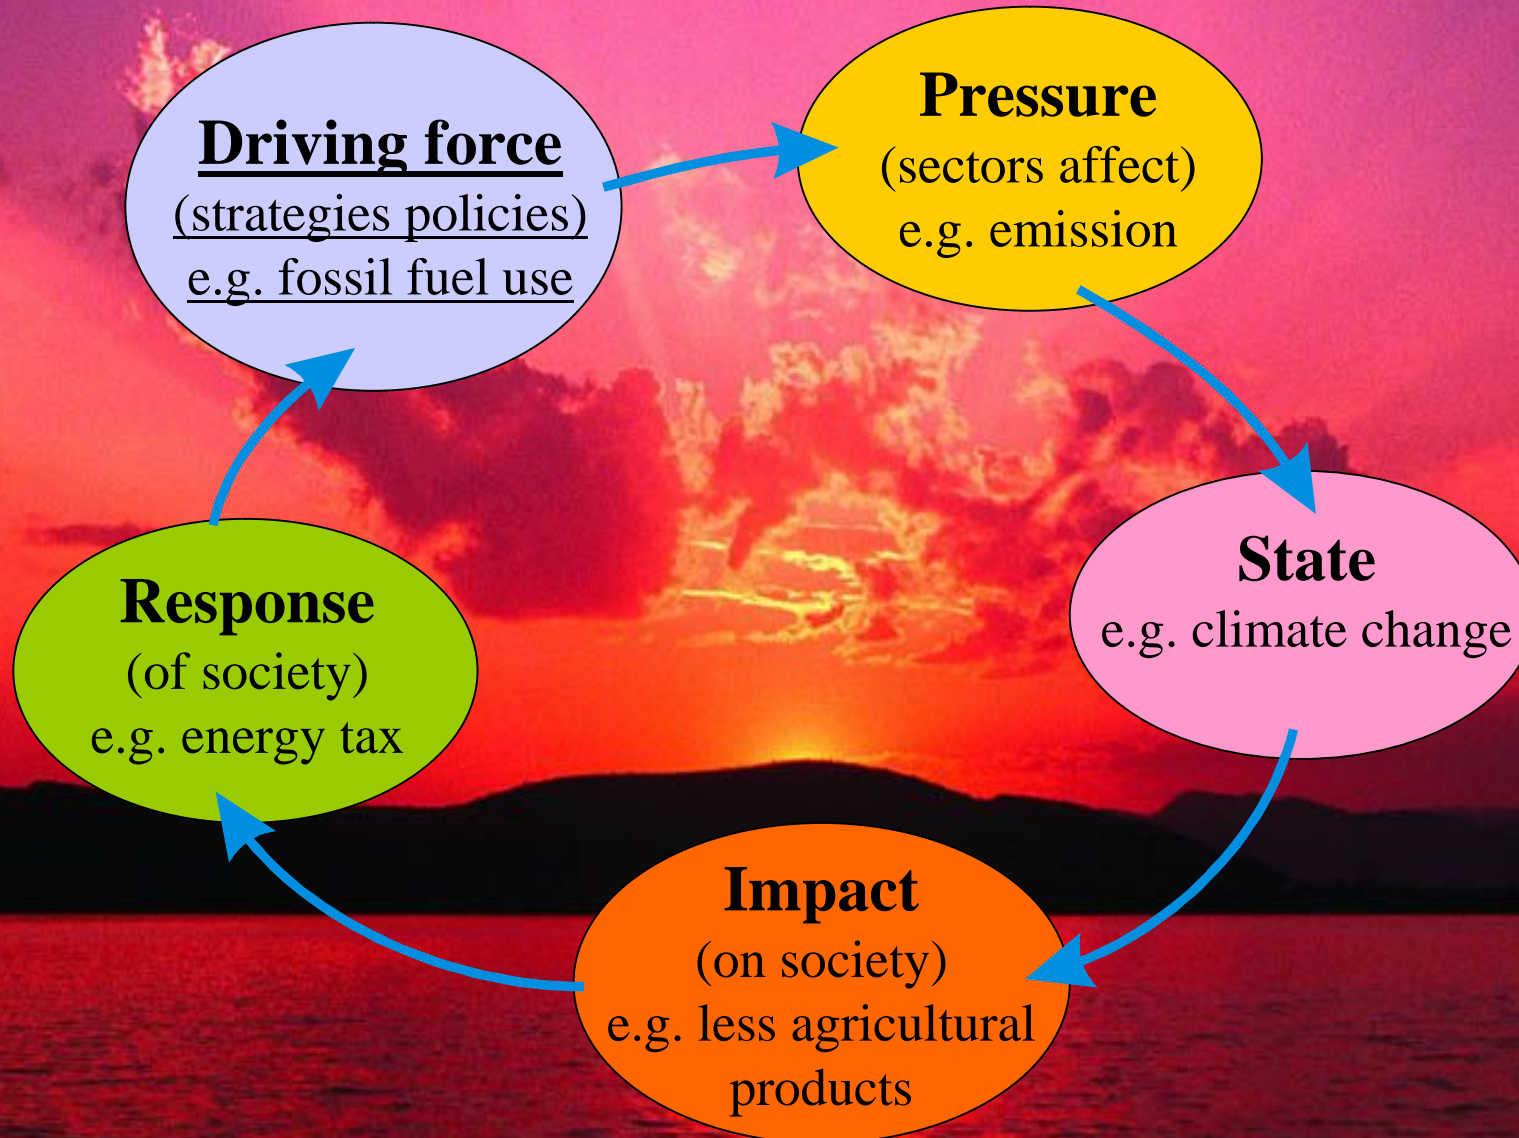 Driving force
(strategies policies)
e.g. fossil fuel use
Pressure
(sectors affect)
e.g. emission
State
e.g. climate change
Impact
(on society)
e.g. less agricultural
products
Response
(of society)
e.g. energy tax